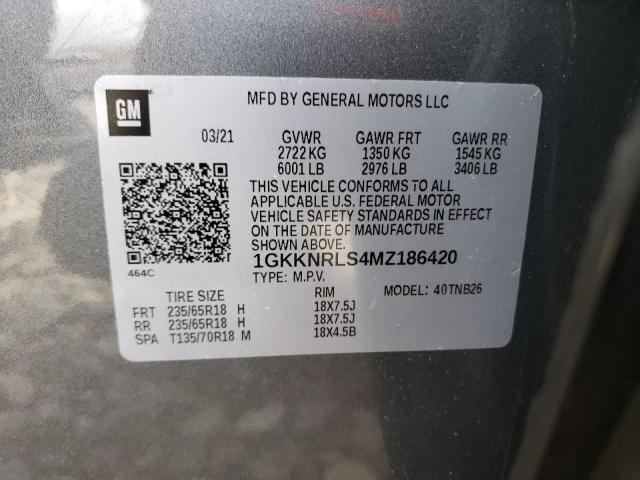 GM
MFD BY GENERAL MOTORS LLC
03/21 GVWR GAWR FRT GAWR RR
2722 KG 1350 KG 1545 KG
6001 LB 2976 LB 3406 LB
THIS VEHICLE CONFORMS TO ALL
APPLICABLE U.S. FEDERAL MOTOR
VEHICLE SAFETY STANDARDS IN EFFECT
ON THE DATE OF MANUFACTURE
SHOWN ABOVE.
464C
1GKKNRLS4MZ186420
TYPE: M.P.V. MODEL: 40TNB26
TIRE SIZE RIM
FRT 235/65R18 H 18X7.5J
RR 235/65R18 H 18X7.5J
SPA T135/70R18 M 18X4.5B